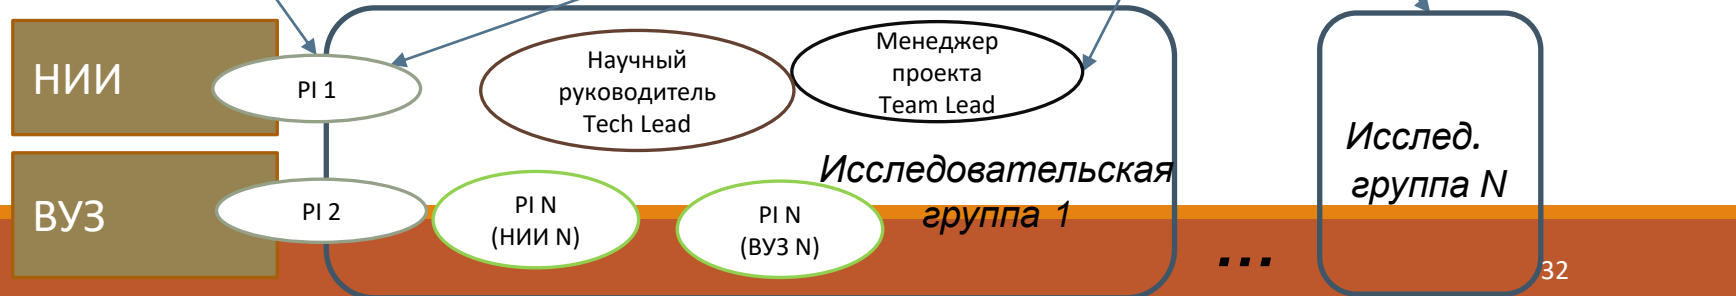 НИИ
PI 1
Научный
руководитель
Tech Lead
Менеджер
проекта
Team Lead
ВУЗ
PI 2
PI N
(НИИ N)
PI N
(ВУЗ N)
Исследовательская
группа 1
...
Исслед.
группа N
32